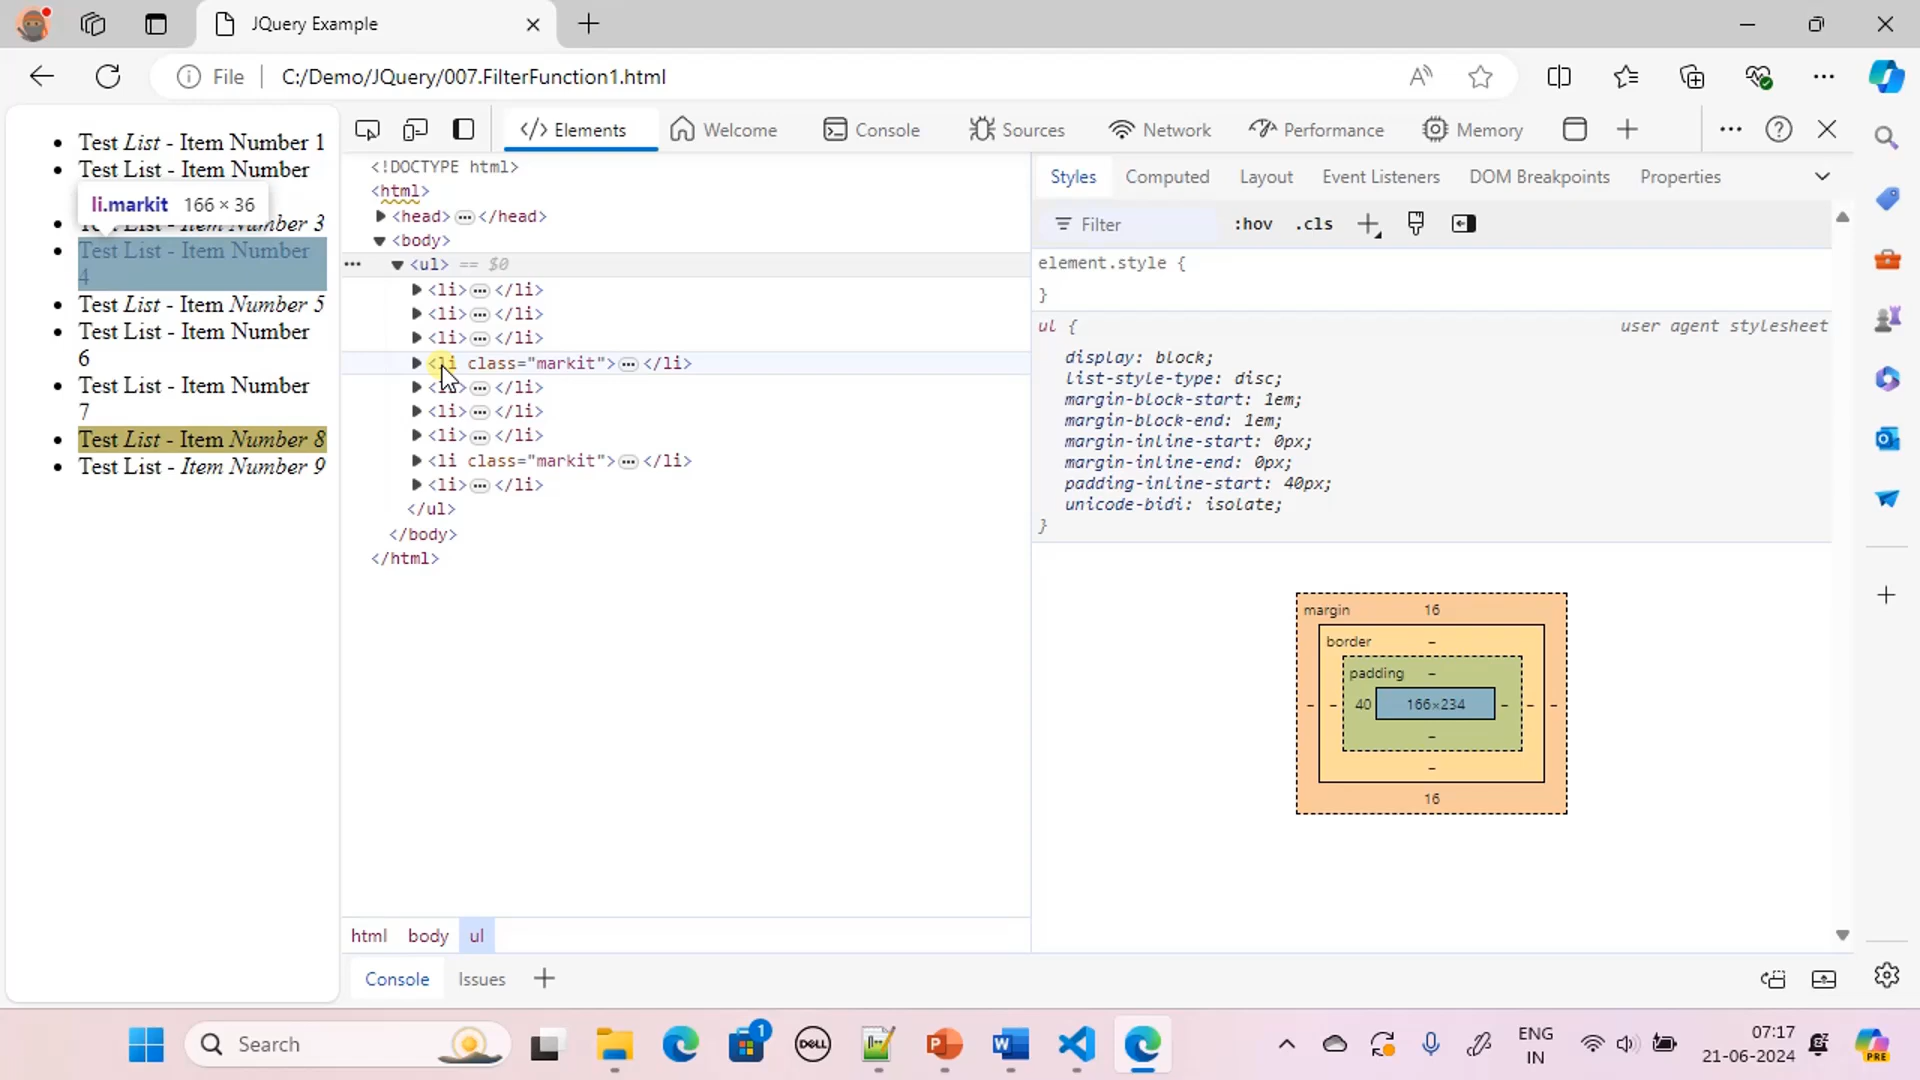 JQuery Example
File C:/Demo/JQuery/007.FilterFunction1.html
Test List - Item Number 1
Test List - Item Number
li.markit 166 × 36
Number 3
Test List - Item Number
4
Test List - Item Number 5
Test List - Item Number
6
Test List - Item Number
7
Test List - Item Number 8
Test List - Item Number 9
Elements Welcome Console Sources Network Performance Memory
<!DOCTYPE html>
<html>
<head> ... </head>
<body>
... <ul> == $0
<li> ... </li>
<li> ... </li>
<li> ... </li>
<li class="markit"> ... </li>
<li> ... </li>
<li> ... </li>
<li> ... </li>
<li class="markit"> ... </li>
<li> ... </li>
</ul>
</body>
</html>
html body ul
Styles Computed Layout Event Listeners DOM Breakpoints Properties
Filter :hov .cls
element.style {
}
ul { user agent stylesheet
display: block;
list-style-type: disc;
margin-block-start: 1em;
margin-block-end: 1em;
margin-inline-start: 0px;
margin-inline-end: 0px;
padding-inline-start: 40px;
unicode-bidi: isolate;
}
margin 16
border -
padding -
- - 40 166×234 - - -
-
-
16
Console Issues
Search
1
DELL
ENG
IN
07:17
21-06-2024
PRE